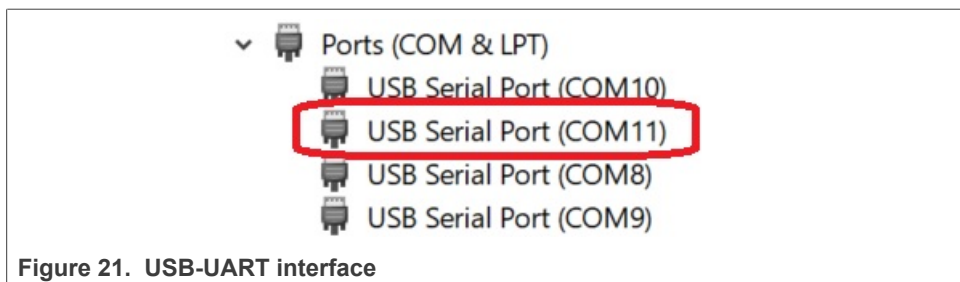 Ports (COM & LPT)
USB Serial Port (COM10)
USB Serial Port (COM11)
USB Serial Port (COM8)
USB Serial Port (COM9)
Figure 21. USB-UART interface